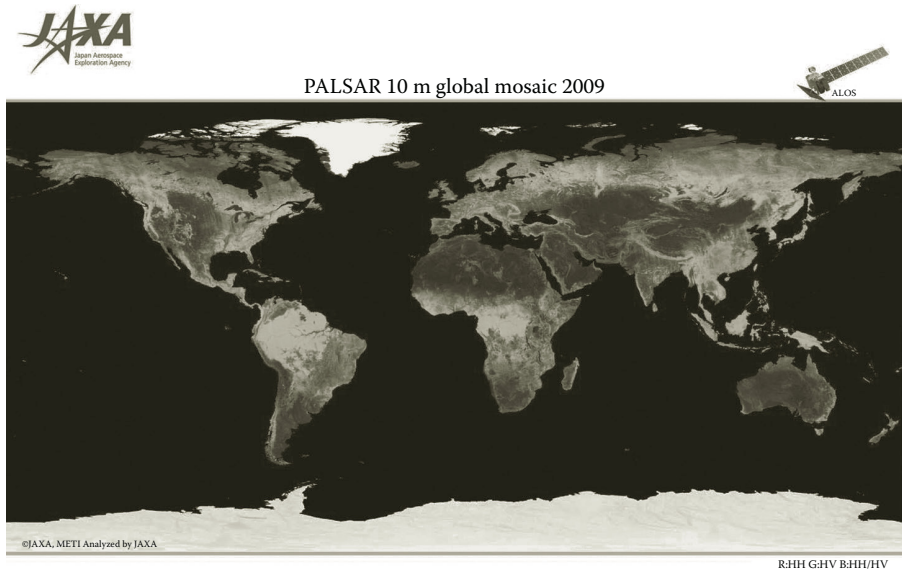 JAXA
Japan Aerospace
Exploration Agency
PALSAR 10 m global mosaic 2009
ALOS
©JAXA, METI Analyzed by JAXA
R:HH G:HV B:HH/HV